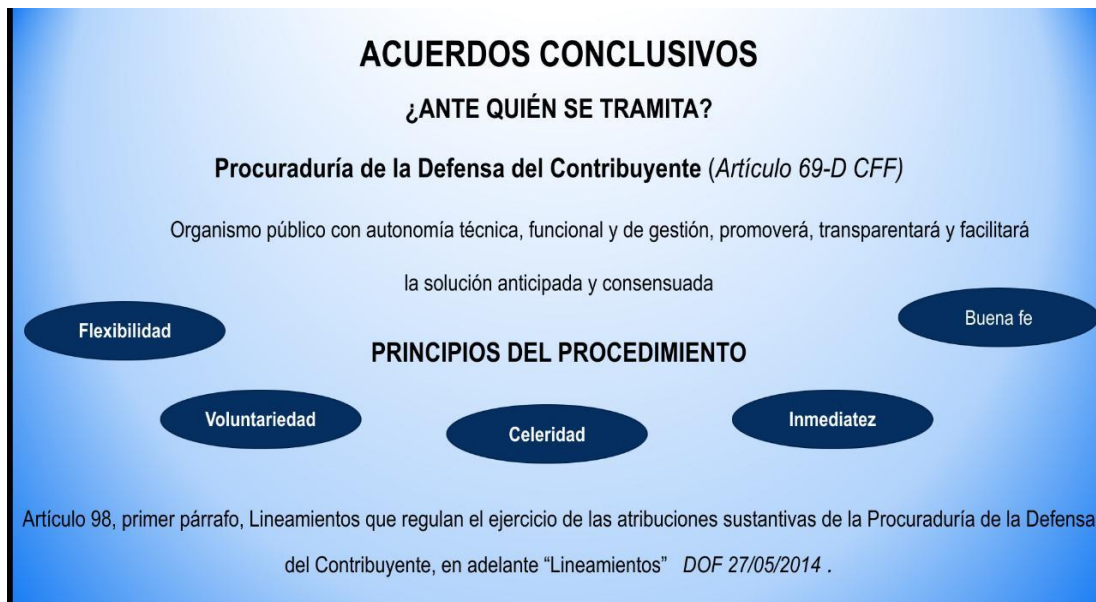 ACUERDOS CONCLUSIVOS
¿ANTE QUIÉN SE TRAMITA?
Procuraduría de la Defensa del Contribuyente (Artículo 69-D CFF)
Organismo público con autonomía técnica, funcional y de gestión, promoverá, transparentará y facilitará
la solución anticipada y consensuada
Flexibilidad
Buena fe
PRINCIPIOS DEL PROCEDIMIENTO
Voluntariedad
Celeridad
Inmediatez
Artículo 98, primer párrafo, Lineamientos que regulan el ejercicio de las atribuciones sustantivas de la Procuraduría de la Defensa
del Contribuyente, en adelante “Lineamientos” DOF 27/05/2014 .